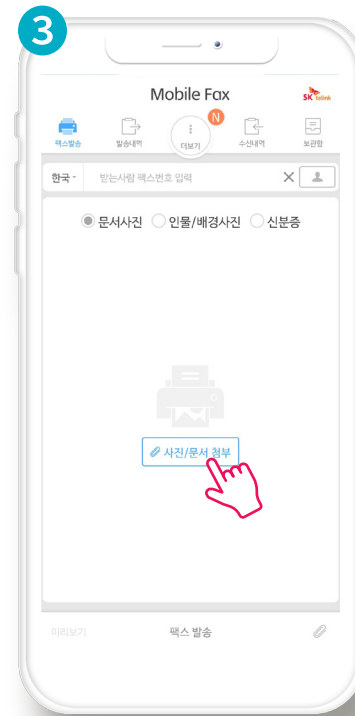 3
Mobile Fax
SK telink
팩스발송 발송내역 더보기 N 수신내역 보관함
한국 받는사람 팩스번호 입력
문서사진 인물/배경사진 신분증
사진/문서 첨부
미리보기 팩스 발송